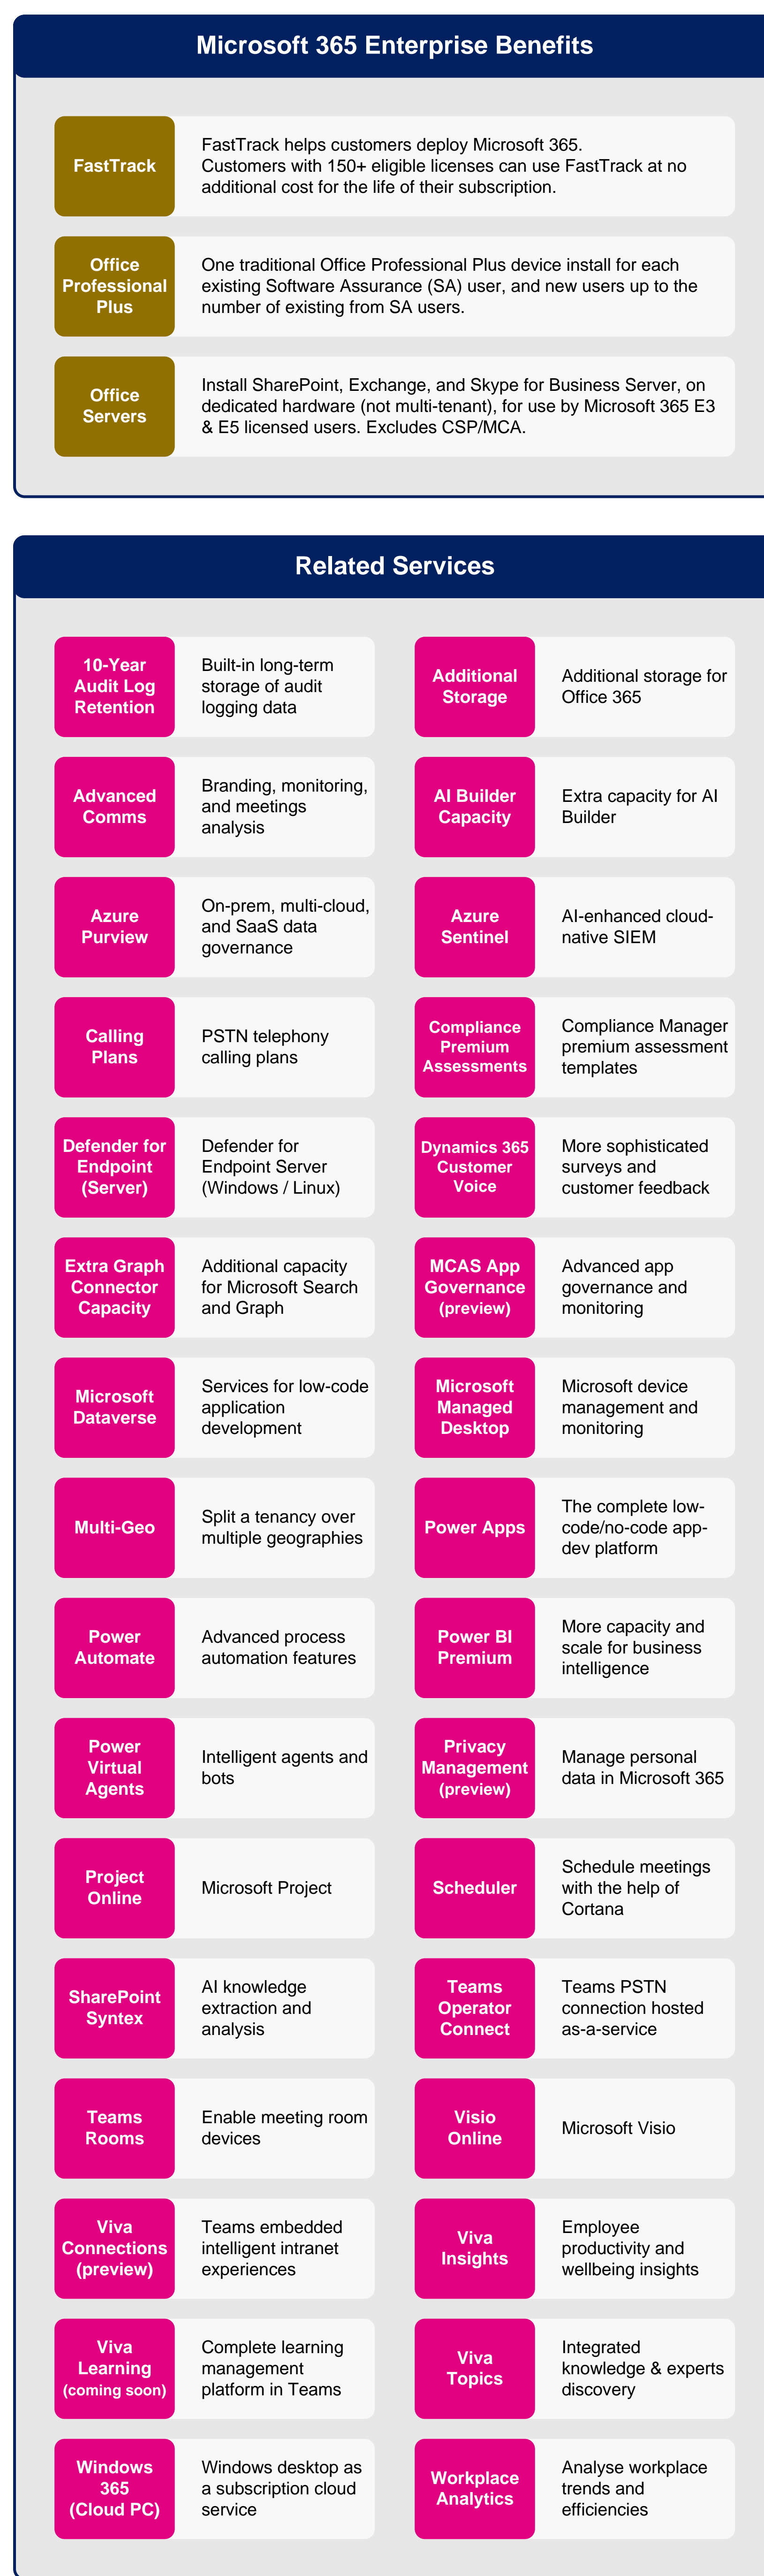 Microsoft 365 Enterprise Benefits
FastTrack
FastTrack helps customers deploy Microsoft 365.
Customers with 150+ eligible licenses can use FastTrack at no
additional cost for the life of their subscription.
Office
Professional
Plus
One traditional Office Professional Plus device install for each
existing Software Assurance (SA) user, and new users up to the
number of existing from SA users.
Office
Servers
Install SharePoint, Exchange, and Skype for Business Server, on
dedicated hardware (not multi-tenant), for use by Microsoft 365 E3
& E5 licensed users. Excludes CSP/MCA.
Related Services
10-Year
Audit Log
Retention
Built-in long-term
storage of audit
logging data
Additional
Storage
Additional storage for
Office 365
Advanced
Comms
Branding, monitoring,
and meetings
analysis
AI Builder
Capacity
Extra capacity for AI
Builder
Azure
Purview
On-prem, multi-cloud,
and SaaS data
governance
Azure
Sentinel
AI-enhanced cloud-
native SIEM
Calling
Plans
PSTN telephony
calling plans
Compliance
Premium
Assessments
Compliance Manager
premium assessment
templates
Defender for
Endpoint
(Server)
Defender for
Endpoint Server
(Windows / Linux)
Dynamics 365
Customer
Voice
More sophisticated
surveys and
customer feedback
Extra Graph
Connector
Capacity
Additional capacity
for Microsoft Search
and Graph
MCAS App
Governance
(preview)
Advanced app
governance and
monitoring
Microsoft
Dataverse
Services for low-code
application
development
Microsoft
Managed
Desktop
Microsoft device
management and
monitoring
Multi-Geo
Split a tenancy over
multiple geographies
Power Apps
The complete low-
code/no-code app-
dev platform
Power
Automate
Advanced process
automation features
Power BI
Premium
More capacity and
scale for business
intelligence
Power
Virtual
Agents
Intelligent agents and
bots
Privacy
Management
(preview)
Manage personal
data in Microsoft 365
Project
Online
Microsoft Project
Scheduler
Schedule meetings
with the help of
Cortana
SharePoint
Syntex
AI knowledge
extraction and
analysis
Teams
Operator
Connect
Teams PSTN
connection hosted
as-a-service
Teams
Rooms
Enable meeting room
devices
Visio
Online
Microsoft Visio
Viva
Connections
(preview)
Teams embedded
intelligent intranet
experiences
Viva
Insights
Employee
productivity and
wellbeing insights
Viva
Learning
(coming soon)
Complete learning
management
platform in Teams
Viva
Topics
Integrated
knowledge & experts
discovery
Windows
365
(Cloud PC)
Windows desktop as
a subscription cloud
service
Workplace
Analytics
Analyse workplace
trends and
efficiencies